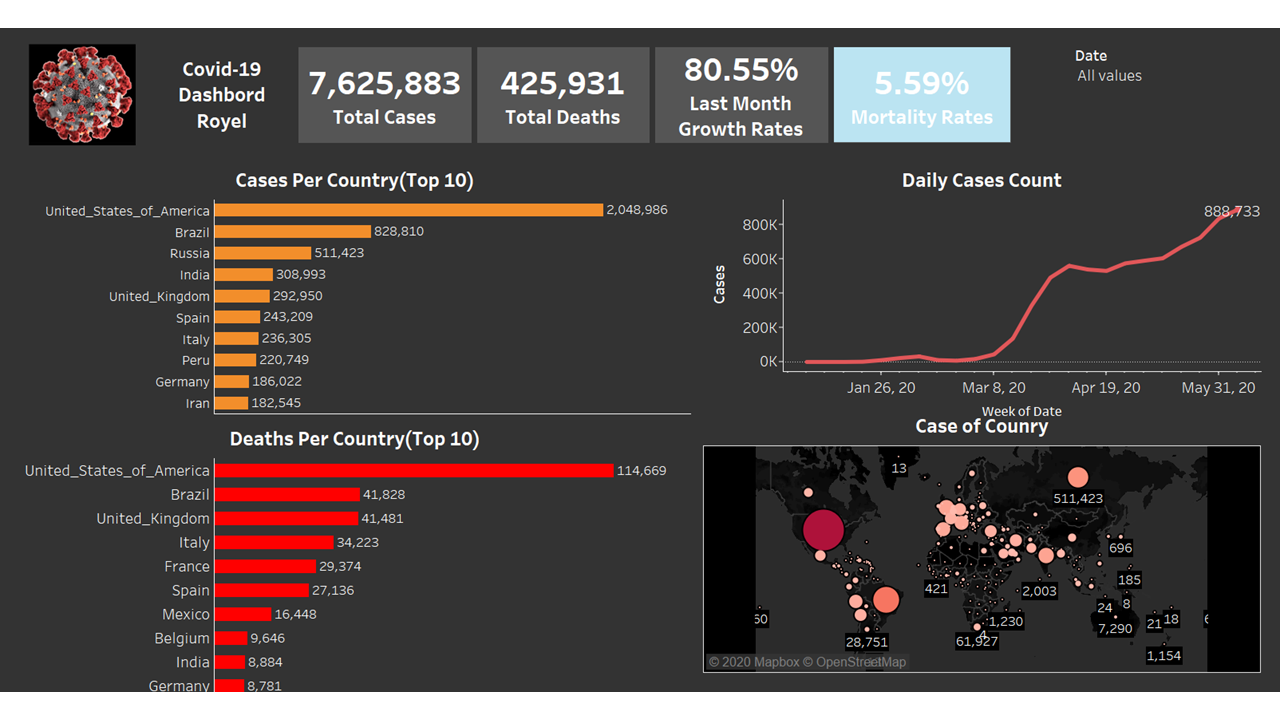 Covid-19
Dashbord
Royel
7,625,883
Total Cases
425,931
Total Deaths
80.55%
Last Month
Growth Rates
5.59%
Mortality Rates
Date
All values
Cases Per Country(Top 10)
United_States_of_America 2,048,986
Brazil 828,810
Russia 511,423
India 308,993
United_Kingdom 292,950
Spain 243,209
Italy 236,305
Peru 220,749
Germany 186,022
Iran 182,545
Daily Cases Count
888,733
Cases
800K
600K
400K
200K
0K
Jan 26, 20 Mar 8, 20 Apr 19, 20 May 31, 20
Week of Date
Deaths Per Country(Top 10)
United_States_of_America 114,669
Brazil 41,828
United_Kingdom 41,481
Italy 34,223
France 29,374
Spain 27,136
Mexico 16,448
Belgium 9,646
India 8,884
Germany 8,781
Case of Counry
13
511,423
696
421
2,003
185
24
8
1,230
7,290
21
18
28,751
61,927
4
1,154
© 2020 Mapbox © OpenStreetMap